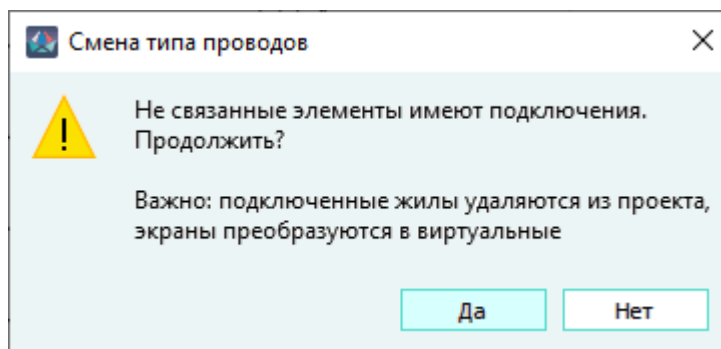 Смена типа проводов
Не связанные элементы имеют подключения.
Продолжить?
Важно: подключенные жилы удаляются из проекта,
экраны преобразуются в виртуальные
Да
Нет